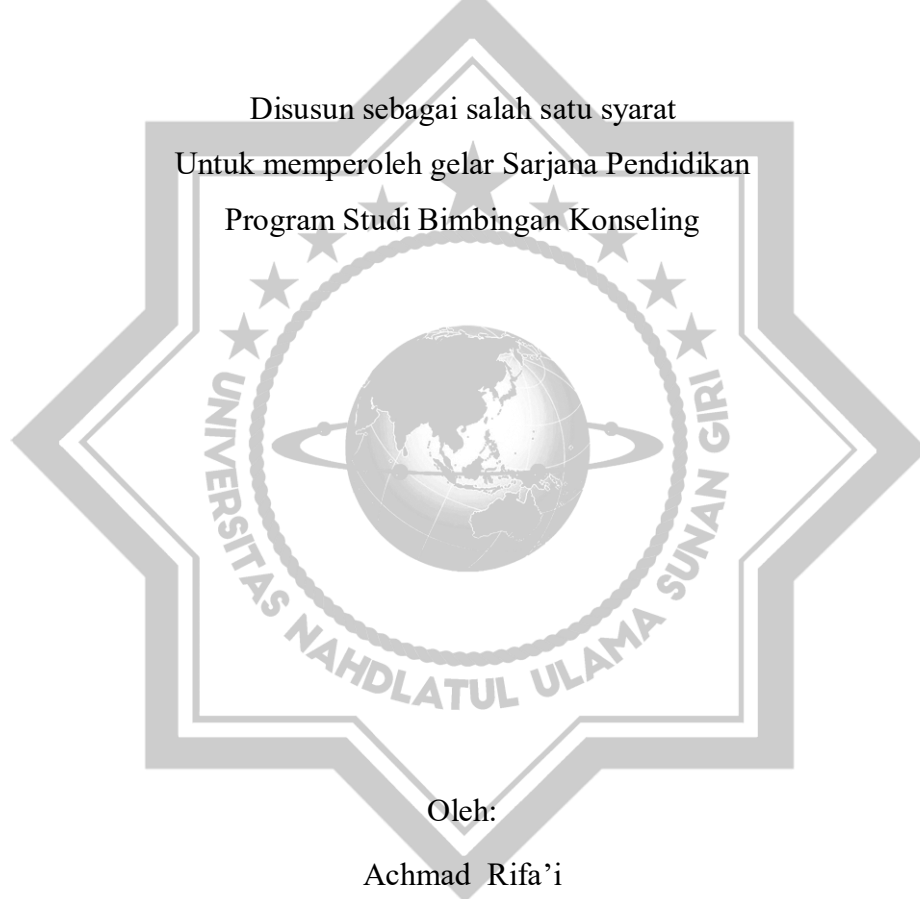 Disusun sebagai salah satu syarat
Untuk memperoleh gelar Sarjana Pendidikan
Program Studi Bimbingan Konseling
UNIVERSITAS NAHDLATUL ULAMA SUNAN GIRI
Oleh:
Achmad Rifa’i